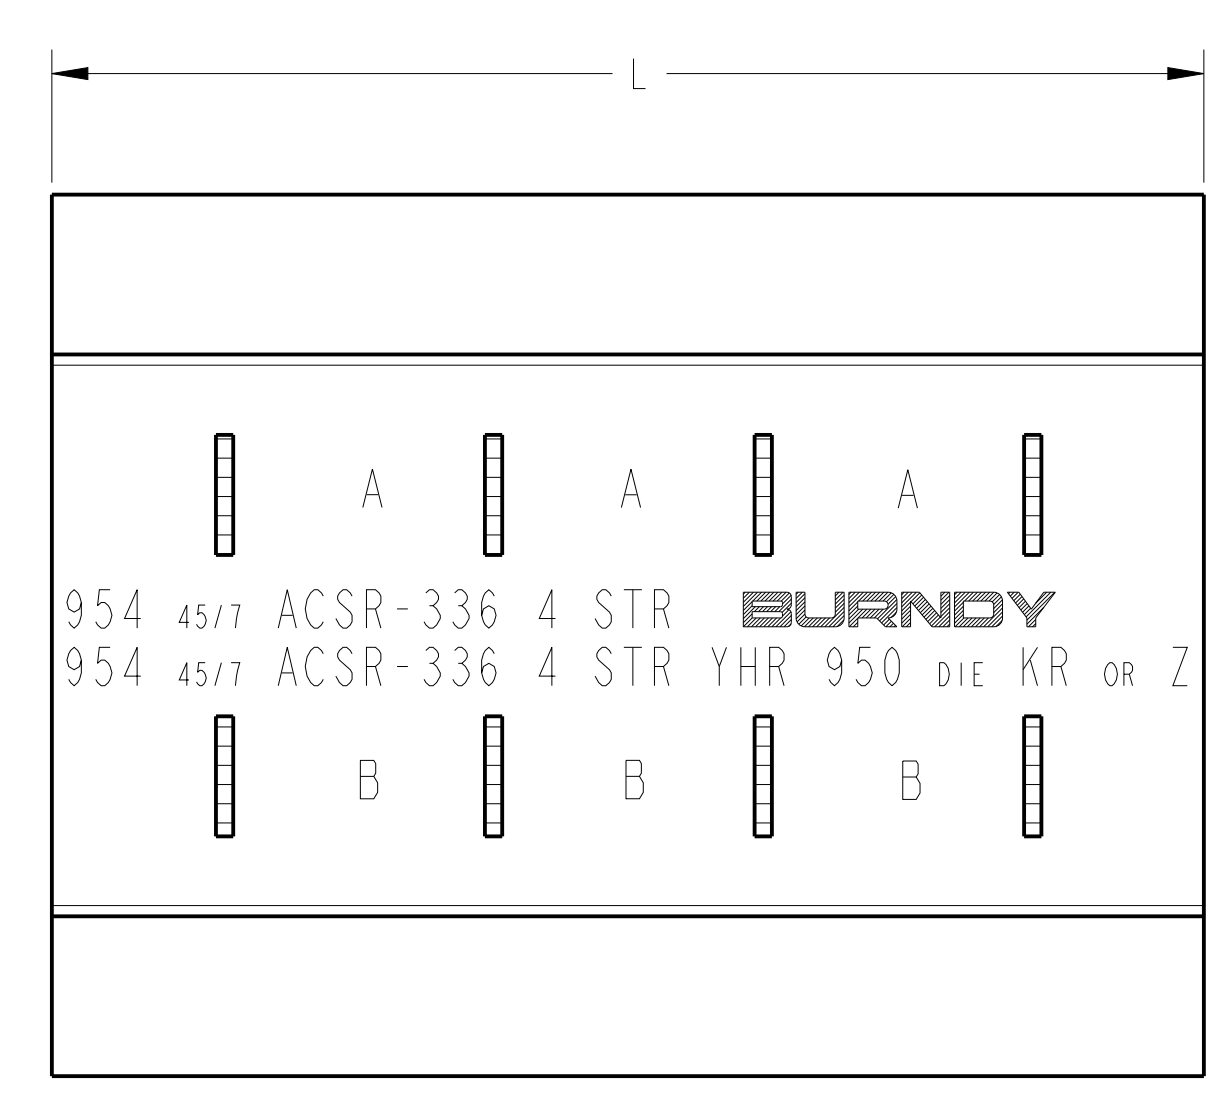 L
A A A
954 45/7 ACSR-336 4 STR BURNDY
954 45/7 ACSR-336 4 STR YHR 950 DIE KR OR Z
B B B